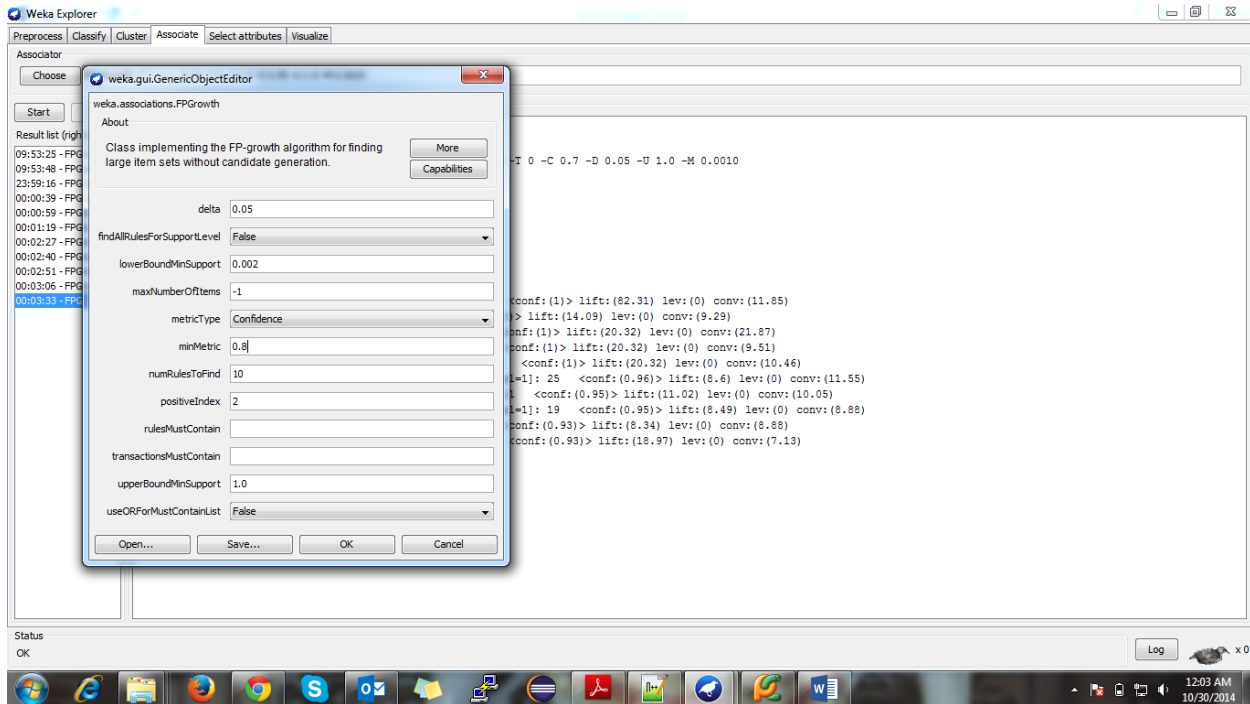 Weka Explorer
Preprocess Classify Cluster Associate Select attributes Visualize
Associator
Choose
Start
Result list (righ
09:53:25 - FPG
09:53:48 - FPG
23:59:16 - FPG
00:00:39 - FPG
00:00:59 - FPG
00:01:19 - FPG
00:02:27 - FPG
00:02:40 - FPG
00:02:51 - FPG
00:03:06 - FPG
00:03:33 - FPG
weka.gui.GenericObjectEditor
weka.associations.FPGrowth
About
Class implementing the FP-growth algorithm for finding
large item sets without candidate generation.
More
Capabilities
delta 0.05
findAllRulesForSupportLevel False
lowerBoundMinSupport 0.002
maxNumberOfItems -1
metricType Confidence
minMetric 0.8
numRulesToFind 10
positiveIndex 2
rulesMustContain
transactionsMustContain
upperBoundMinSupport 1.0
useORForMustContainList False
Open... Save... OK Cancel
-T 0 -C 0.7 -D 0.05 -U 1.0 -M 0.0010
<conf:(1)> lift:(82.31) lev:(0) conv:(11.85)
)> lift:(14.09) lev:(0) conv:(9.29)
onf:(1)> lift:(20.32) lev:(0) conv:(21.87)
conf:(1)> lift:(20.32) lev:(0) conv:(9.51)
<conf:(1)> lift:(20.32) lev:(0) conv:(10.46)
l=1]: 25 <conf:(0.96)> lift:(8.6) lev:(0) conv:(11.55)
1 <conf:(0.95)> lift:(11.02) lev:(0) conv:(10.05)
l=1]: 19 <conf:(0.95)> lift:(8.49) lev:(0) conv:(8.88)
conf:(0.93)> lift:(8.34) lev:(0) conv:(8.88)
<conf:(0.93)> lift:(18.97) lev:(0) conv:(7.13)
Status
OK
Log
x 0
12:03 AM
10/30/2014